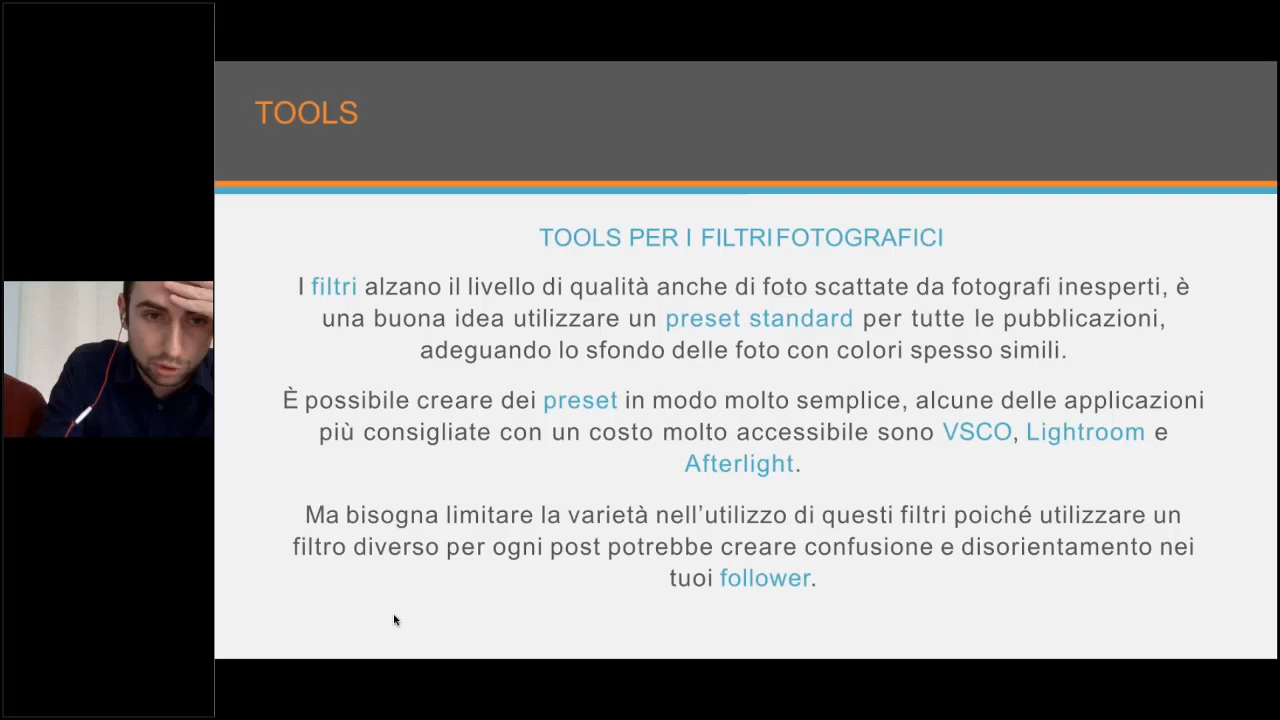 TOOLS
TOOLS PER I FILTRI FOTOGRAFICI
I filtri alzano il livello di qualità anche di foto scattate da fotografi inesperti, è
una buona idea utilizzare un preset standard per tutte le pubblicazioni,
adeguando lo sfondo delle foto con colori spesso simili.
È possibile creare dei preset in modo molto semplice, alcune delle applicazioni
più consigliate con un costo molto accessibile sono VSCO, Lightroom e
Afterlight.
Ma bisogna limitare la varietà nell’utilizzo di questi filtri poiché utilizzare un
filtro diverso per ogni post potrebbe creare confusione e disorientamento nei
tuoi follower.